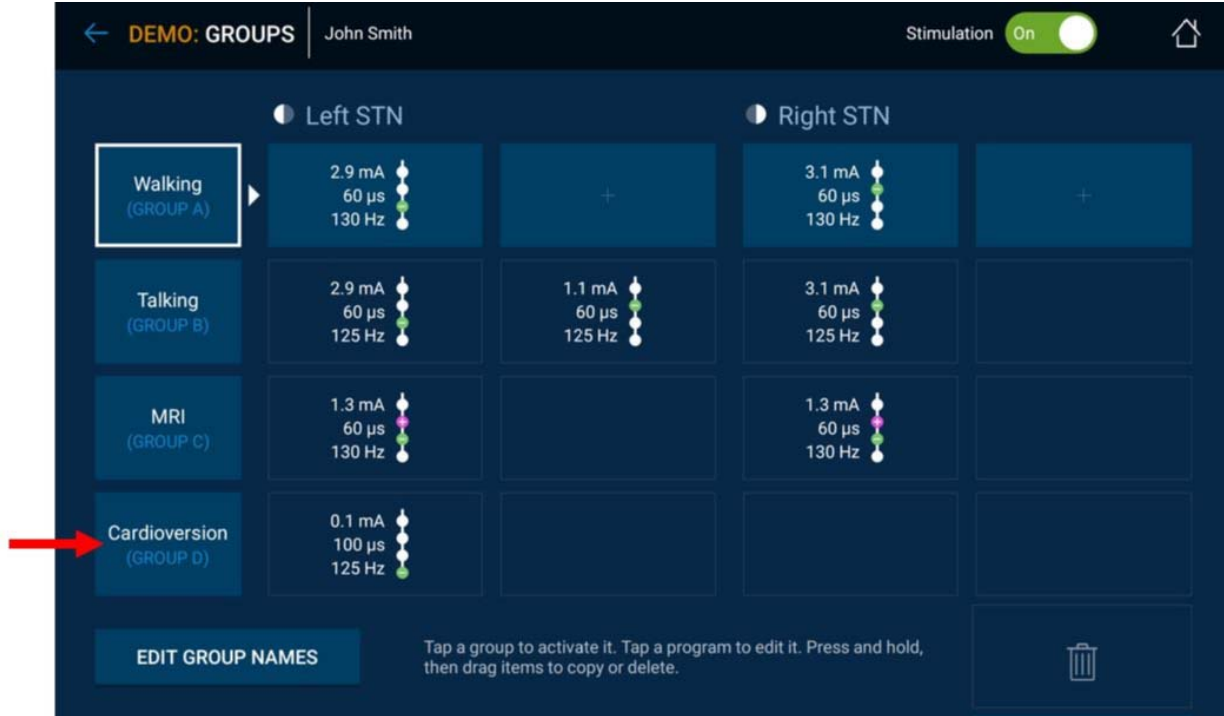 DEMO: GROUPS John Smith Stimulation On
Left STN Right STN
Walking
(GROUP A)
2.9 mA
60 µs
130 Hz
+
3.1 mA
60 µs
130 Hz
+
Talking
(GROUP B)
2.9 mA
60 µs
125 Hz
1.1 mA
60 µs
125 Hz
3.1 mA
60 µs
125 Hz
MRI
(GROUP C)
1.3 mA
60 µs
130 Hz
1.3 mA
60 µs
130 Hz
Cardioversion
(GROUP D)
0.1 mA
100 µs
125 Hz
EDIT GROUP NAMES
Tap a group to activate it. Tap a program to edit it. Press and hold,
then drag items to copy or delete.